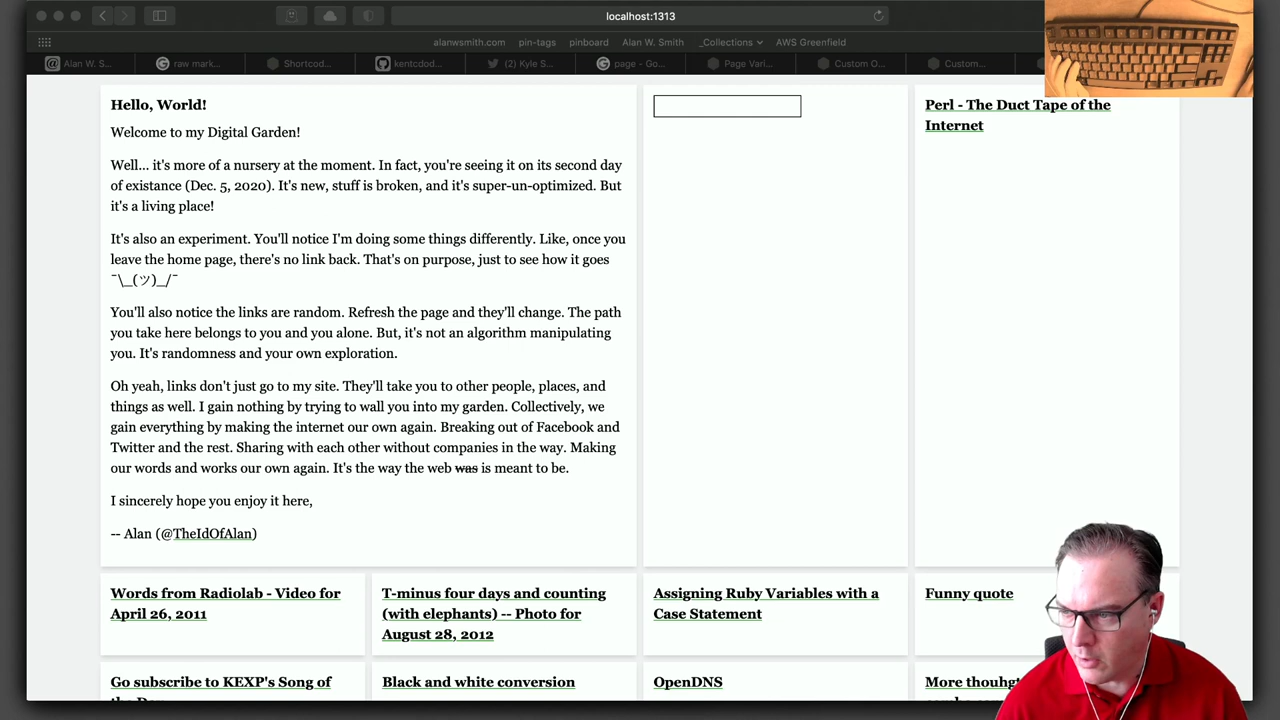 localhost:1313
alanwsmith.com pin-tags pinboard Alan W. Smith _Collections AWS Greenfield
Alan W. S... raw mark... Shortcod... kentcdod... (2) Kyle S... page - Go... Page Vari... Custom O... Custom...
Hello, World!
Welcome to my Digital Garden!
Well... it's more of a nursery at the moment. In fact, you're seeing it on its second day
of existance (Dec. 5, 2020). It's new, stuff is broken, and it's super-un-optimized. But
it's a living place!
It's also an experiment. You'll notice I'm doing some things differently. Like, once you
leave the home page, there's no link back. That's on purpose, just to see how it goes
¯\_(ツ)_/¯
You'll also notice the links are random. Refresh the page and they'll change. The path
you take here belongs to you and you alone. But, it's not an algorithm manipulating
you. It's randomness and your own exploration.
Oh yeah, links don't just go to my site. They'll take you to other people, places, and
things as well. I gain nothing by trying to wall you into my garden. Collectively, we
gain everything by making the internet our own again. Breaking out of Facebook and
Twitter and the rest. Sharing with each other without companies in the way. Making
our words and works our own again. It's the way the web was is meant to be.
I sincerely hope you enjoy it here,
-- Alan (@TheIdOfAlan)
Perl - The Duct Tape of the
Internet
Words from Radiolab - Video for
April 26, 2011
T-minus four days and counting
(with elephants) -- Photo for
August 28, 2012
Assigning Ruby Variables with a
Case Statement
Funny quote
Go subscribe to KEXP's Song of
Black and white conversion
OpenDNS
More